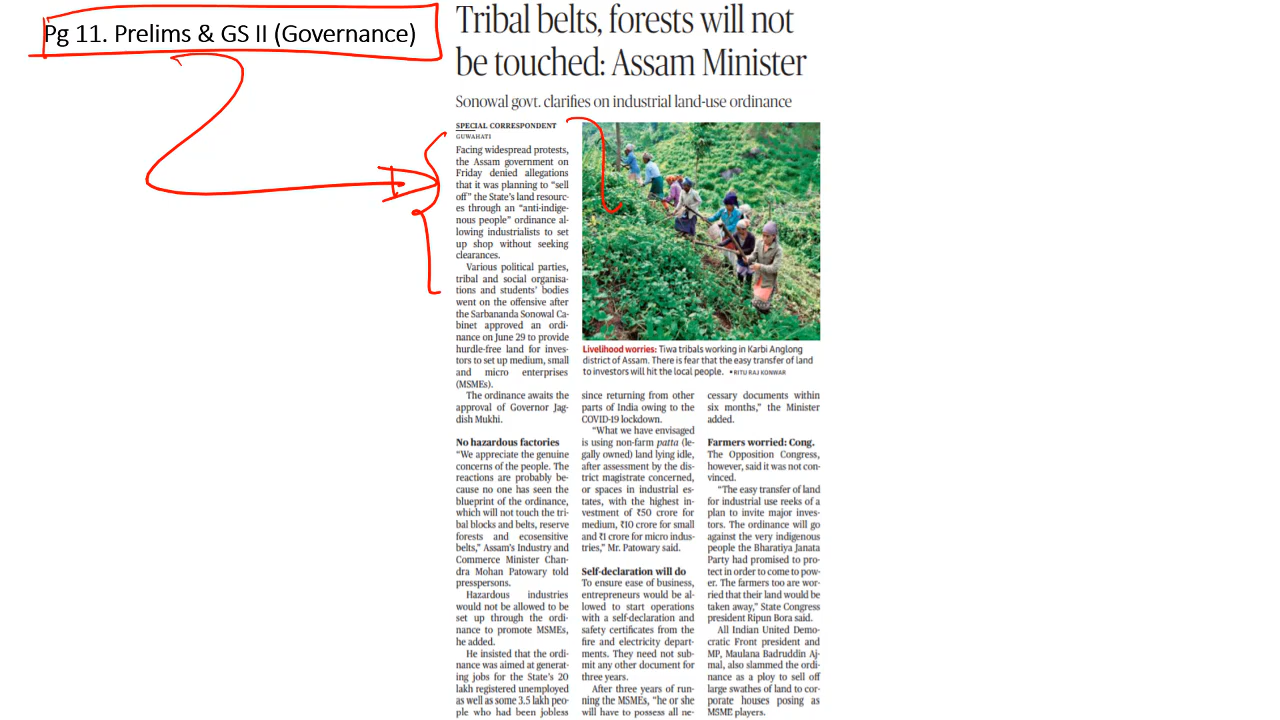 Pg 11. Prelims & GS II (Governance)
Tribal belts, forests will not
be touched: Assam Minister
Sonowal govt. clarifies on industrial land-use ordinance
SPECIAL CORRESPONDENT
GUWAHATI
Facing widespread protests,
the Assam government on
Friday denied allegations
that it was planning to “sell
off” the State’s land resourc-
es through an “anti-indige-
nous people” ordinance al-
lowing industrialists to set
up shop without seeking
clearances.
Various political parties,
tribal and social organisa-
tions and students’ bodies
went on the offensive after
the Sarbananda Sonowal Ca-
binet approved an ordi-
nance on June 29 to provide
hurdle-free land for inves-
tors to set up medium, small
and micro enterprises
(MSMEs).
The ordinance awaits the
approval of Governor Jag-
dish Mukhi.
No hazardous factories
“We appreciate the genuine
concerns of the people. The
reactions are probably be-
cause no one has seen the
blueprint of the ordinance,
which will not touch the tri-
bal blocks and belts, reserve
forests and ecosensitive
belts,” Assam’s Industry and
Commerce Minister Chan-
dra Mohan Patowary told
presspersons.
Hazardous industries
would not be allowed to be
set up through the ordi-
nance to promote MSMEs,
he added.
He insisted that the ordi-
nance was aimed at generat-
ing jobs for the State’s 20
lakh registered unemployed
as well as some 3.5 lakh peo-
ple who had been jobless
Livelihood worries: Tiwa tribals working in Karbi Anglong
district of Assam. There is fear that the easy transfer of land
to investors will hit the local people. • RITU RAJ KONWAR
since returning from other
parts of India owing to the
COVID-19 lockdown.
“What we have envisaged
is using non-farm patta (le-
gally owned) land lying idle,
after assessment by the dis-
trict magistrate concerned,
or spaces in industrial es-
tates, with the highest in-
vestment of ₹50 crore for
medium, ₹10 crore for small
and ₹1 crore for micro indus-
tries,” Mr. Patowary said.
Self-declaration will do
To ensure ease of business,
entrepreneurs would be al-
lowed to start operations
with a self-declaration and
safety certificates from the
fire and electricity depart-
ments. They need not sub-
mit any other document for
three years.
After three years of run-
ning the MSMEs, “he or she
will have to possess all ne-
cessary documents within
six months,” the Minister
added.
Farmers worried: Cong.
The Opposition Congress,
however, said it was not con-
vinced.
“The easy transfer of land
for industrial use reeks of a
plan to invite major inves-
tors. The ordinance will go
against the very indigenous
people the Bharatiya Janata
Party had promised to pro-
tect in order to come to pow-
er. The farmers too are wor-
ried that their land would be
taken away,” State Congress
president Ripun Bora said.
All Indian United Demo-
cratic Front president and
MP, Maulana Badruddin Aj-
mal, also slammed the ordi-
nance as a ploy to sell off
large swathes of land to cor-
porate houses posing as
MSME players.